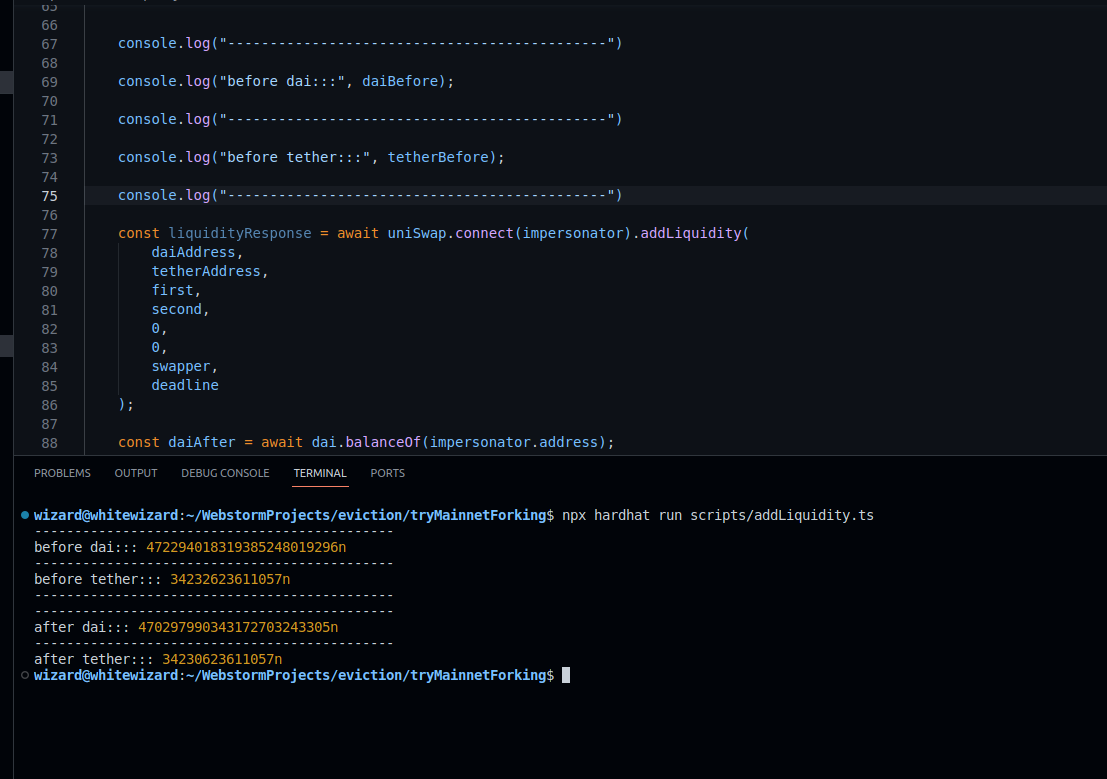 65
66
67 console.log("---------------------------------------------")
68
69 console.log("before dai:::", daiBefore);
70
71 console.log("---------------------------------------------")
72
73 console.log("before tether:::", tetherBefore);
74
75 console.log("---------------------------------------------")
76
77 const liquidityResponse = await uniSwap.connect(impersonator).addLiquidity(
78 daiAddress,
79 tetherAddress,
80 first,
81 second,
82 0,
83 0,
84 swapper,
85 deadline
86 );
87
88 const daiAfter = await dai.balanceOf(impersonator.address);
PROBLEMS OUTPUT DEBUG CONSOLE TERMINAL PORTS
wizard@whitewizard:~/WebstormProjects/eviction/tryMainnetForking$ npx hardhat run scripts/addLiquidity.ts
---------------------------------------------
before dai::: 472294018319385248019296n
---------------------------------------------
before tether::: 34232623611057n
---------------------------------------------
---------------------------------------------
after dai::: 470297990343172703243305n
---------------------------------------------
after tether::: 34230623611057n
wizard@whitewizard:~/WebstormProjects/eviction/tryMainnetForking$